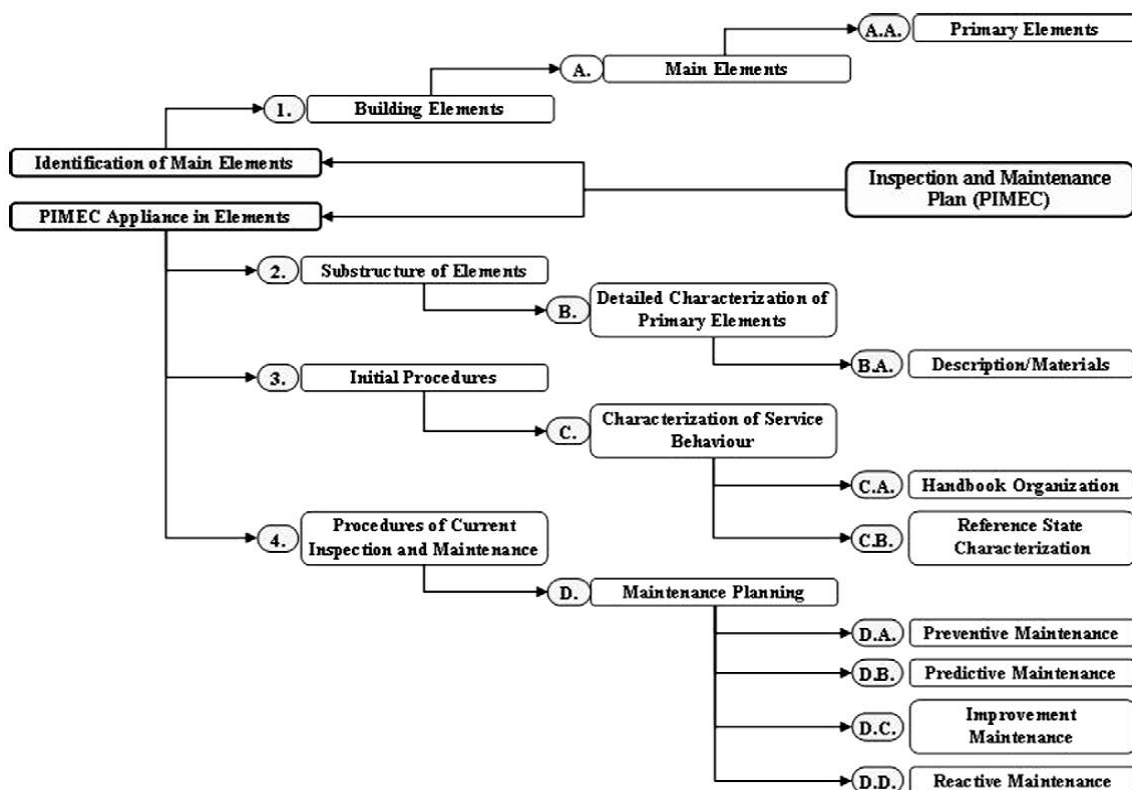 A.A. Primary Elements
A. Main Elements
1. Building Elements
Identification of Main Elements
Inspection and Maintenance
Plan (PIMEC)
PIMEC Appliance in Elements
2. Substructure of Elements
B. Detailed Characterization of
Primary Elements
B.A. Description/Materials
3. Initial Procedures
C. Characterization of Service
Behaviour
C.A. Handbook Organization
C.B. Reference State
Characterization
4. Procedures of Current
Inspection and Maintenance
D. Maintenance Planning
D.A. Preventive Maintenance
D.B. Predictive Maintenance
D.C. Improvement
Maintenance
D.D. Reactive Maintenance